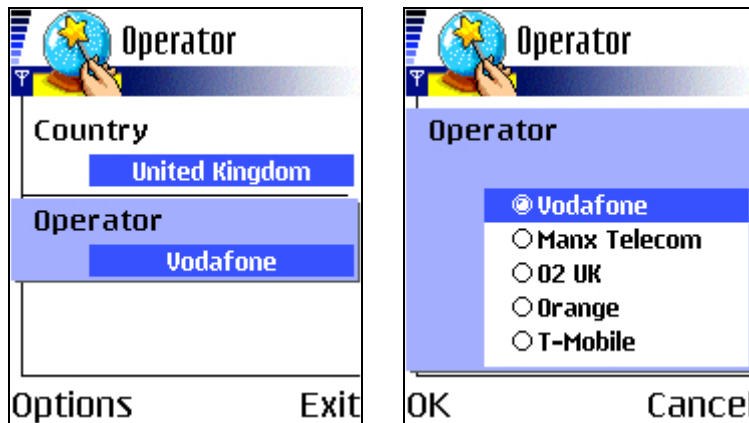 Operator
Country
United Kingdom
Operator
Vodafone
Options Exit
Operator
Operator
Vodafone
Manx Telecom
O2 UK
Orange
T-Mobile
OK Cancel